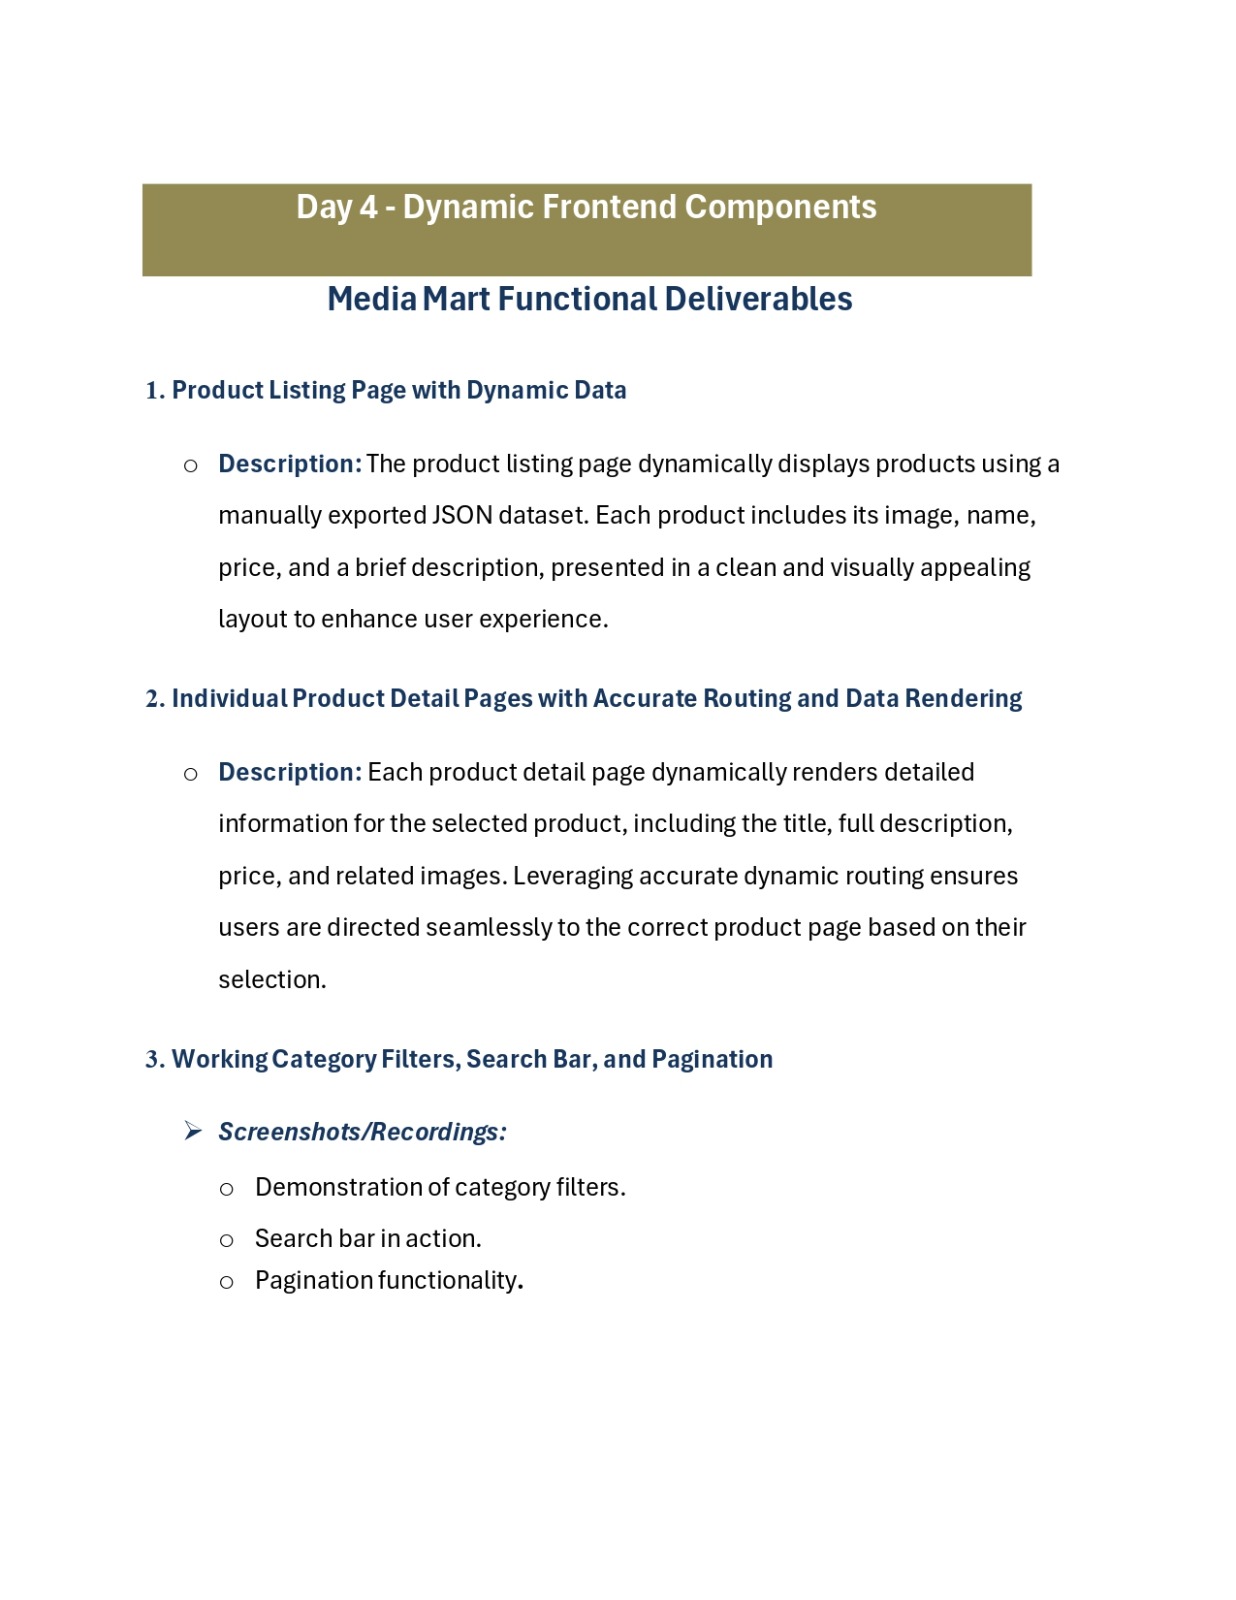 Day 4 - Dynamic Frontend Components
Media Mart Functional Deliverables
1. Product Listing Page with Dynamic Data
o Description: The product listing page dynamically displays products using a
manually exported JSON dataset. Each product includes its image, name,
price, and a brief description, presented in a clean and visually appealing
layout to enhance user experience.
2. Individual Product Detail Pages with Accurate Routing and Data Rendering
o Description: Each product detail page dynamically renders detailed
information for the selected product, including the title, full description,
price, and related images. Leveraging accurate dynamic routing ensures
users are directed seamlessly to the correct product page based on their
selection.
3. Working Category Filters, Search Bar, and Pagination
➢ Screenshots/Recordings:
o Demonstration of category filters.
o Search bar in action.
o Pagination functionality.